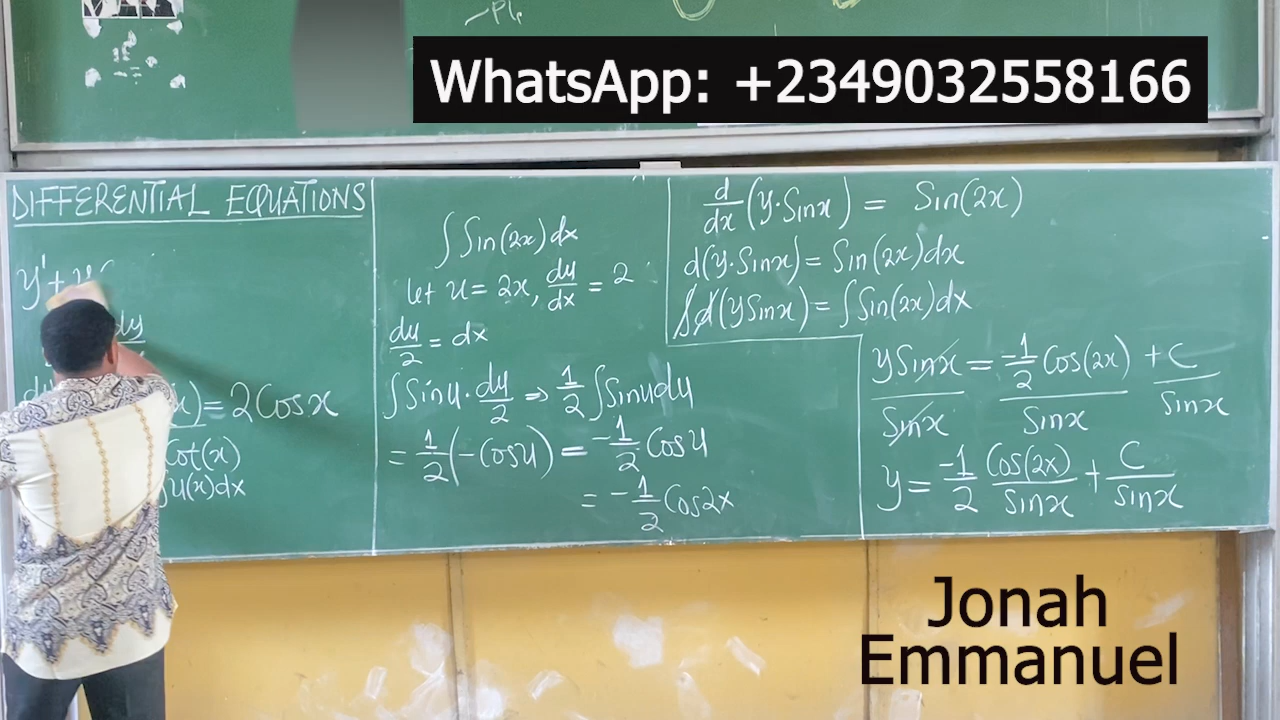 WhatsApp: +2349032558166
DIFFERENTIAL EQUATIONS
y' +
dy
= 2Cosx
Cot(x)
u(x)dx
∫Sin(2x)dx
let u = 2x, du/dx = 2
du/2 = dx
∫Sinu·du/2 ⇒ 1/2 ∫Sinudu
= 1/2(-Cosu) = -1/2 Cosu
= -1/2 Cos2x
d/dx (y·Sinx) = Sin(2x)
d(y·Sinx) = Sin(2x)dx
∫d(ySinx) = ∫Sin(2x)dx
ySinx/Sinx = -1/2 Cos(2x)/Sinx + C/Sinx
y = -1/2 Cos(2x)/Sinx + C/Sinx
Jonah
Emmanuel